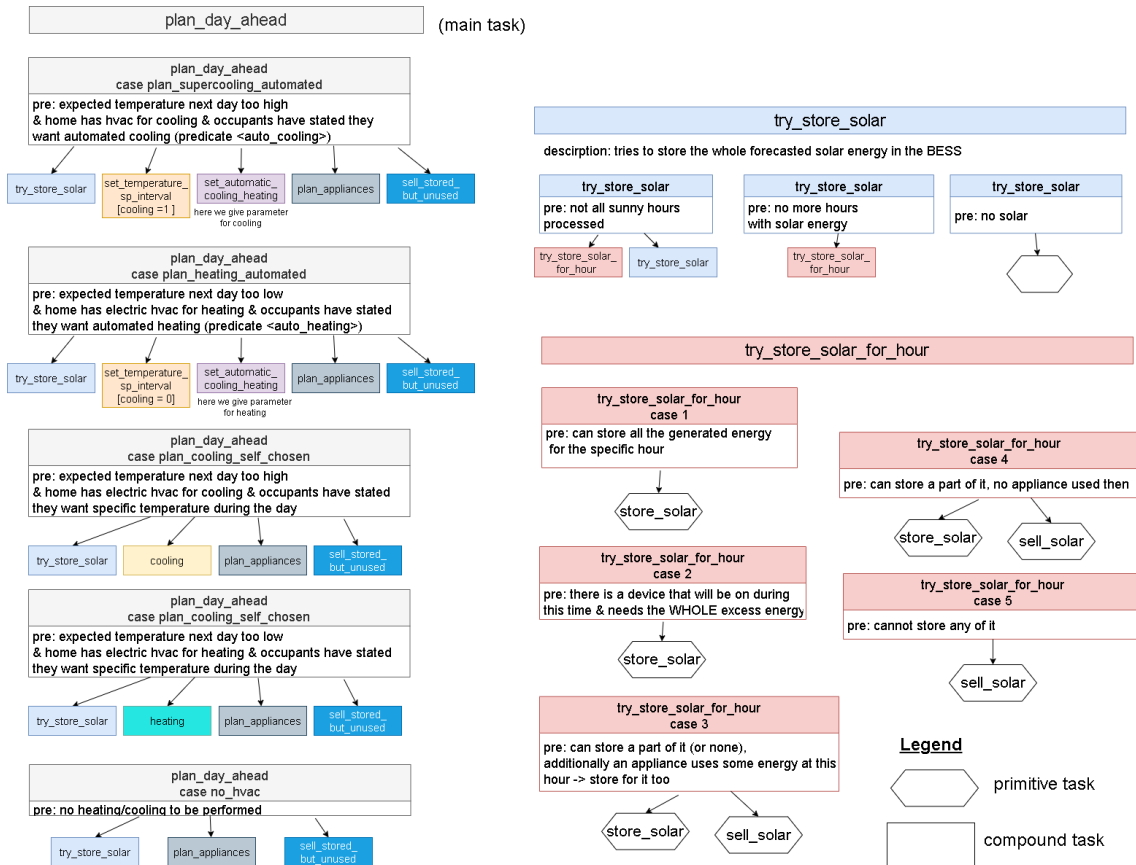 plan_day_ahead
(main task)
plan_day_ahead
case plan_supercooling_automated
pre: expected temperature next day too high
& home has hvac for cooling & occupants have stated they
want automated cooling (predicate <auto_cooling>)
try_store_solar
set_temperature_
sp_interval
[cooling =1 ]
set_automatic_
cooling_heating
here we give parameter
for cooling
plan_appliances
sell_stored_
but_unused
plan_day_ahead
case plan_heating_automated
pre: expected temperature next day too low
& home has electric hvac for heating & occupants have stated
they want automated heating (predicate <auto_heating>)
try_store_solar
set_temperature_
sp_interval
[cooling = 0]
set_automatic_
cooling_heating
here we give parameter
for heating
plan_appliances
sell_stored_
but_unused
plan_day_ahead
case plan_cooling_self_chosen
pre: expected temperature next day too high
& home has electric hvac for cooling & occupants have stated
they want specific temperature during the day
try_store_solar
cooling
plan_appliances
sell_stored_
but_unused
plan_day_ahead
case plan_cooling_self_chosen
pre: expected temperature next day too low
& home has electric hvac for heating & occupants have stated
they want specific temperature during the day
try_store_solar
heating
plan_appliances
sell_stored_
but_unused
plan_day_ahead
case no_hvac
pre: no heating/cooling to be performed
try_store_solar
plan_appliances
sell_stored_
but_unused
try_store_solar
descirption: tries to store the whole forecasted solar energy in the BESS
try_store_solar
pre: not all sunny hours
processed
try_store_solar_
for_hour
try_store_solar
try_store_solar
pre: no more hours
with solar energy
try_store_solar_
for_hour
try_store_solar
pre: no solar
try_store_solar_for_hour
try_store_solar_for_hour
case 1
pre: can store all the generated energy
for the specific hour
store_solar
try_store_solar_for_hour
case 2
pre: there is a device that will be on during
this time & needs the WHOLE excess energy
store_solar
try_store_solar_for_hour
case 3
pre: can store a part of it (or none),
additionally an appliance uses some energy at this
hour -> store for it too
store_solar
sell_solar
try_store_solar_for_hour
case 4
pre: can store a part of it, no appliance used then
store_solar
sell_solar
try_store_solar_for_hour
case 5
pre: cannot store any of it
sell_solar
Legend
primitive task
compound task